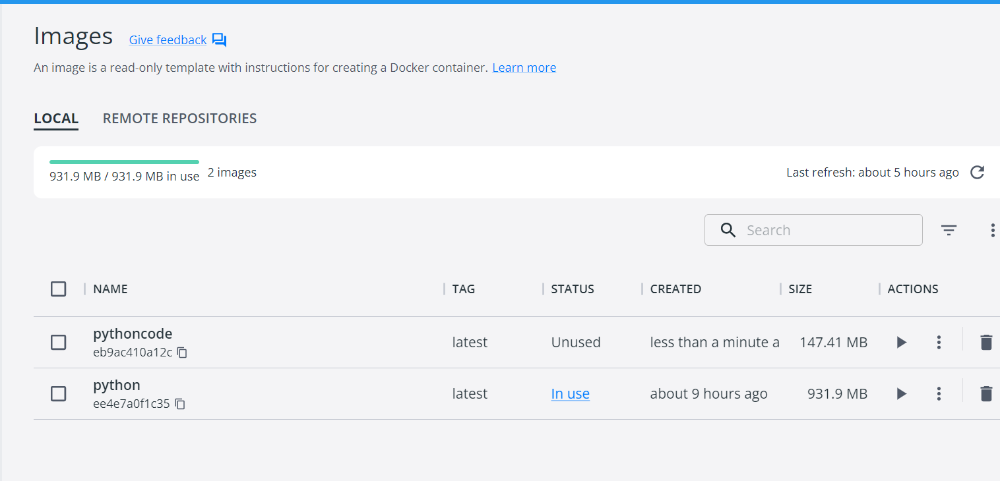 Images Give feedback
An image is a read-only template with instructions for creating a Docker container. Learn more
LOCAL REMOTE REPOSITORIES
931.9 MB / 931.9 MB in use 2 images Last refresh: about 5 hours ago
Search
NAME TAG STATUS CREATED SIZE ACTIONS
pythoncode
eb9ac410a12c latest Unused less than a minute a 147.41 MB
python
ee4e7a0f1c35 latest In use about 9 hours ago 931.9 MB